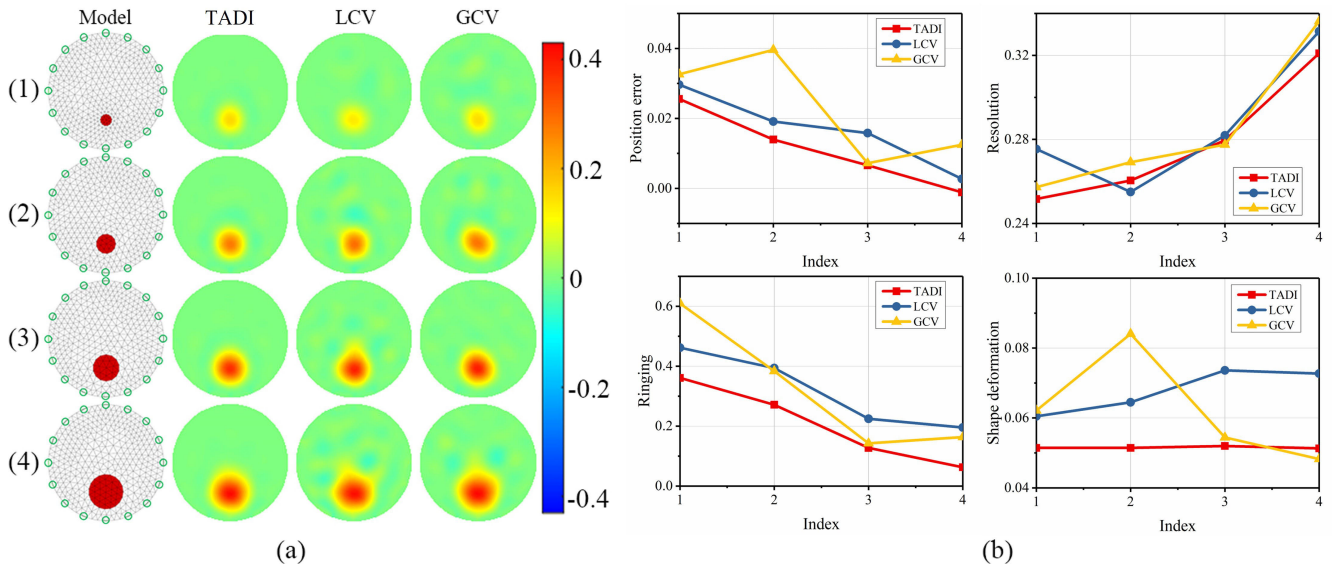 Model TADI LCV GCV
(1)
(2)
(3)
(4)
0.4
0.2
0
-0.2
-0.4
(a)
Position error
0.04
0.02
0.00
TADI
LCV
GCV
1 2 3 4
Index
Resolution
0.32
0.28
0.24
TADI
LCV
GCV
1 2 3 4
Index
Ringing
0.6
0.4
0.2
0.0
TADI
LCV
GCV
1 2 3 4
Index
Shape deformation
0.10
0.08
0.06
0.04
TADI
LCV
GCV
1 2 3 4
Index
(b)